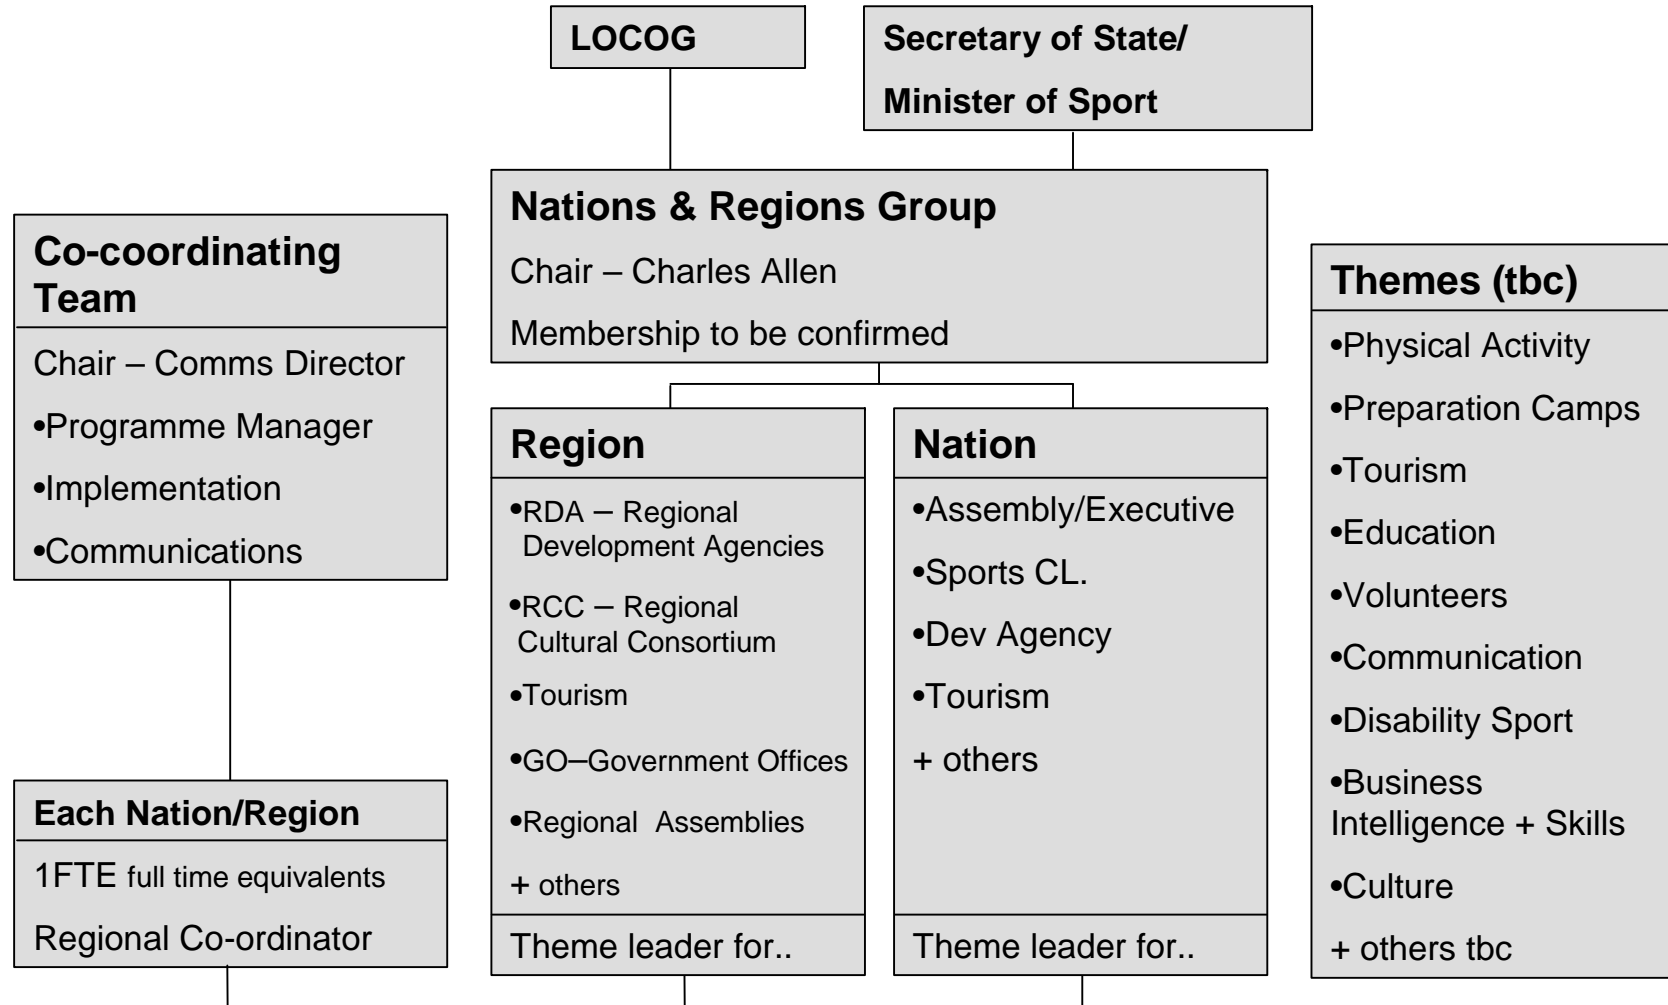 LOCOG
Secretary of State/
Minister of Sport
Nations & Regions Group
Chair – Charles Allen
Membership to be confirmed
Co-coordinating
Team
Chair – Comms Director
•Programme Manager
•Implementation
•Communications
Each Nation/Region
1FTE full time equivalents
Regional Co-ordinator
Region
•RDA – Regional
Development Agencies
•RCC – Regional
Cultural Consortium
•Tourism
•GO–Government Offices
•Regional Assemblies
+ others
Theme leader for..
Nation
•Assembly/Executive
•Sports CL.
•Dev Agency
•Tourism
+ others
Theme leader for..
Themes (tbc)
•Physical Activity
•Preparation Camps
•Tourism
•Education
•Volunteers
•Communication
•Disability Sport
•Business
Intelligence + Skills
•Culture
+ others tbc